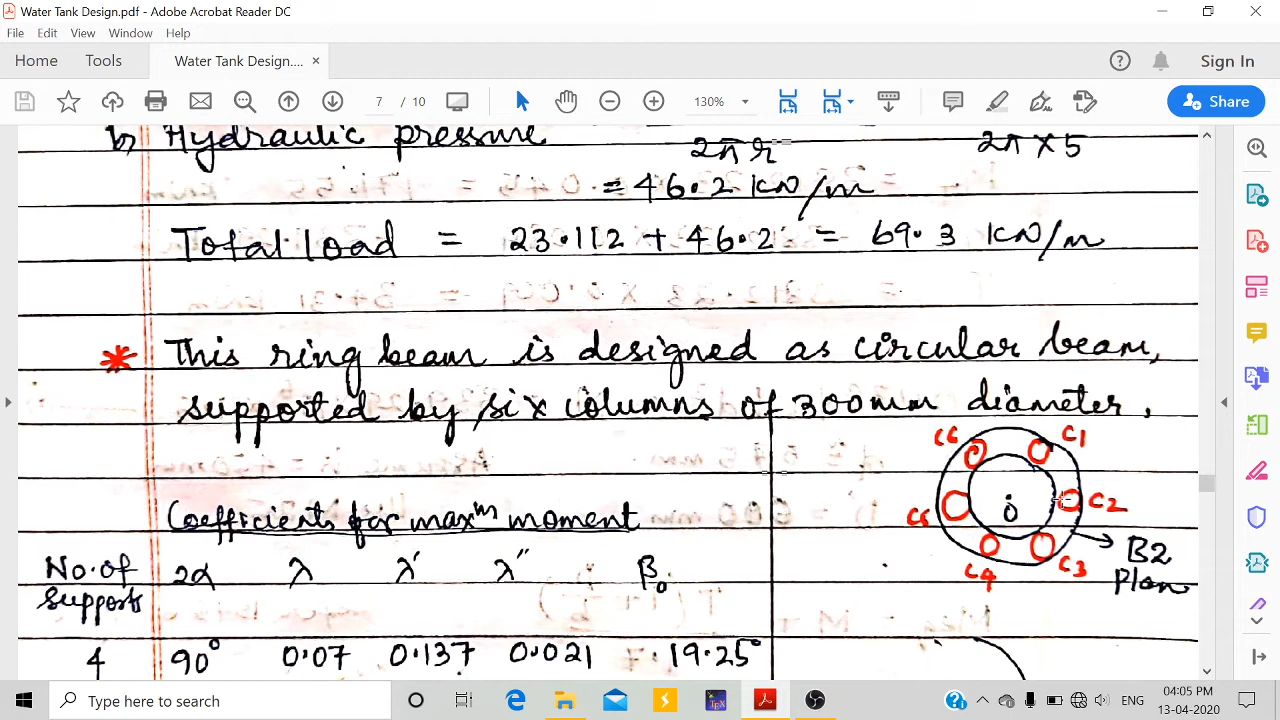 Water Tank Design.pdf - Adobe Acrobat Reader DC
File Edit View Window Help
Home Tools Water Tank Design.... × Sign In
7 / 10 130% Share
b) Hydraulic pressure 2πr 2π × 5
= 46.2 kN/m
Total load = 23.112 + 46.2 = 69.3 kN/m
* This ring beam is designed as circular beam,
supported by six columns of 300mm diameter.
C6 C1
C5 O C2
C4 C3
B2
Plan
Coefficients for maxᵐ moment
No. of supports 2α λ λ' λ'' β₀
4 90° 0.07 0.137 0.021 19.25°
Type here to search
ENG 04:05 PM
13-04-2020